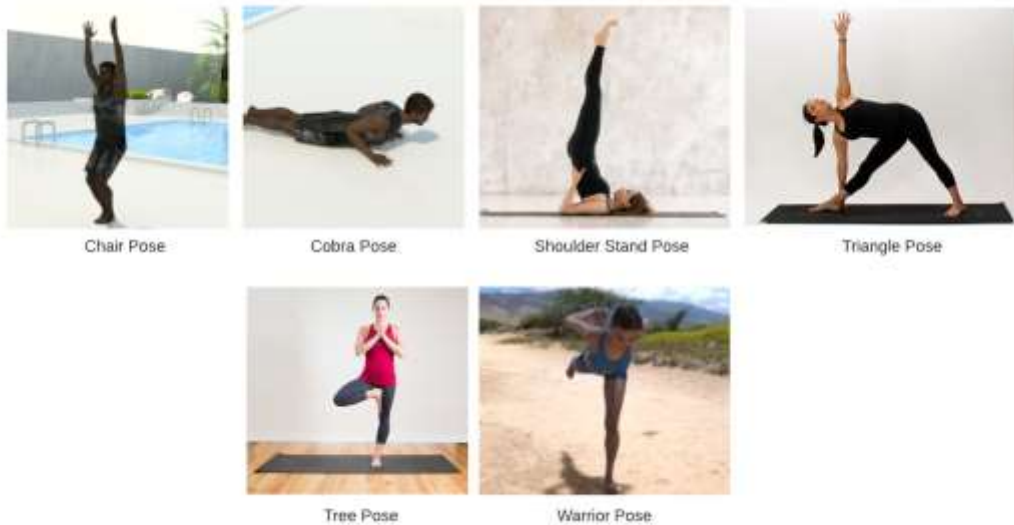 Chair Pose
Cobra Pose
Shoulder Stand Pose
Triangle Pose
Tree Pose
Warrior Pose